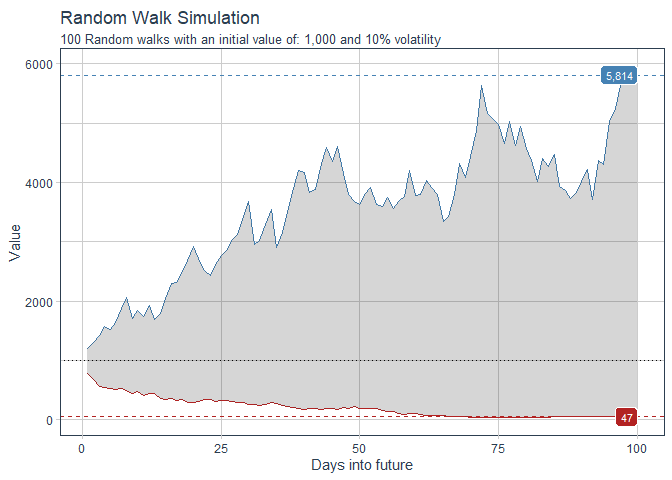 Random Walk Simulation
100 Random walks with an initial value of: 1,000 and 10% volatility
6000
5,814
4000
Value
2000
0
47
0 25 50 75 100
Days into future